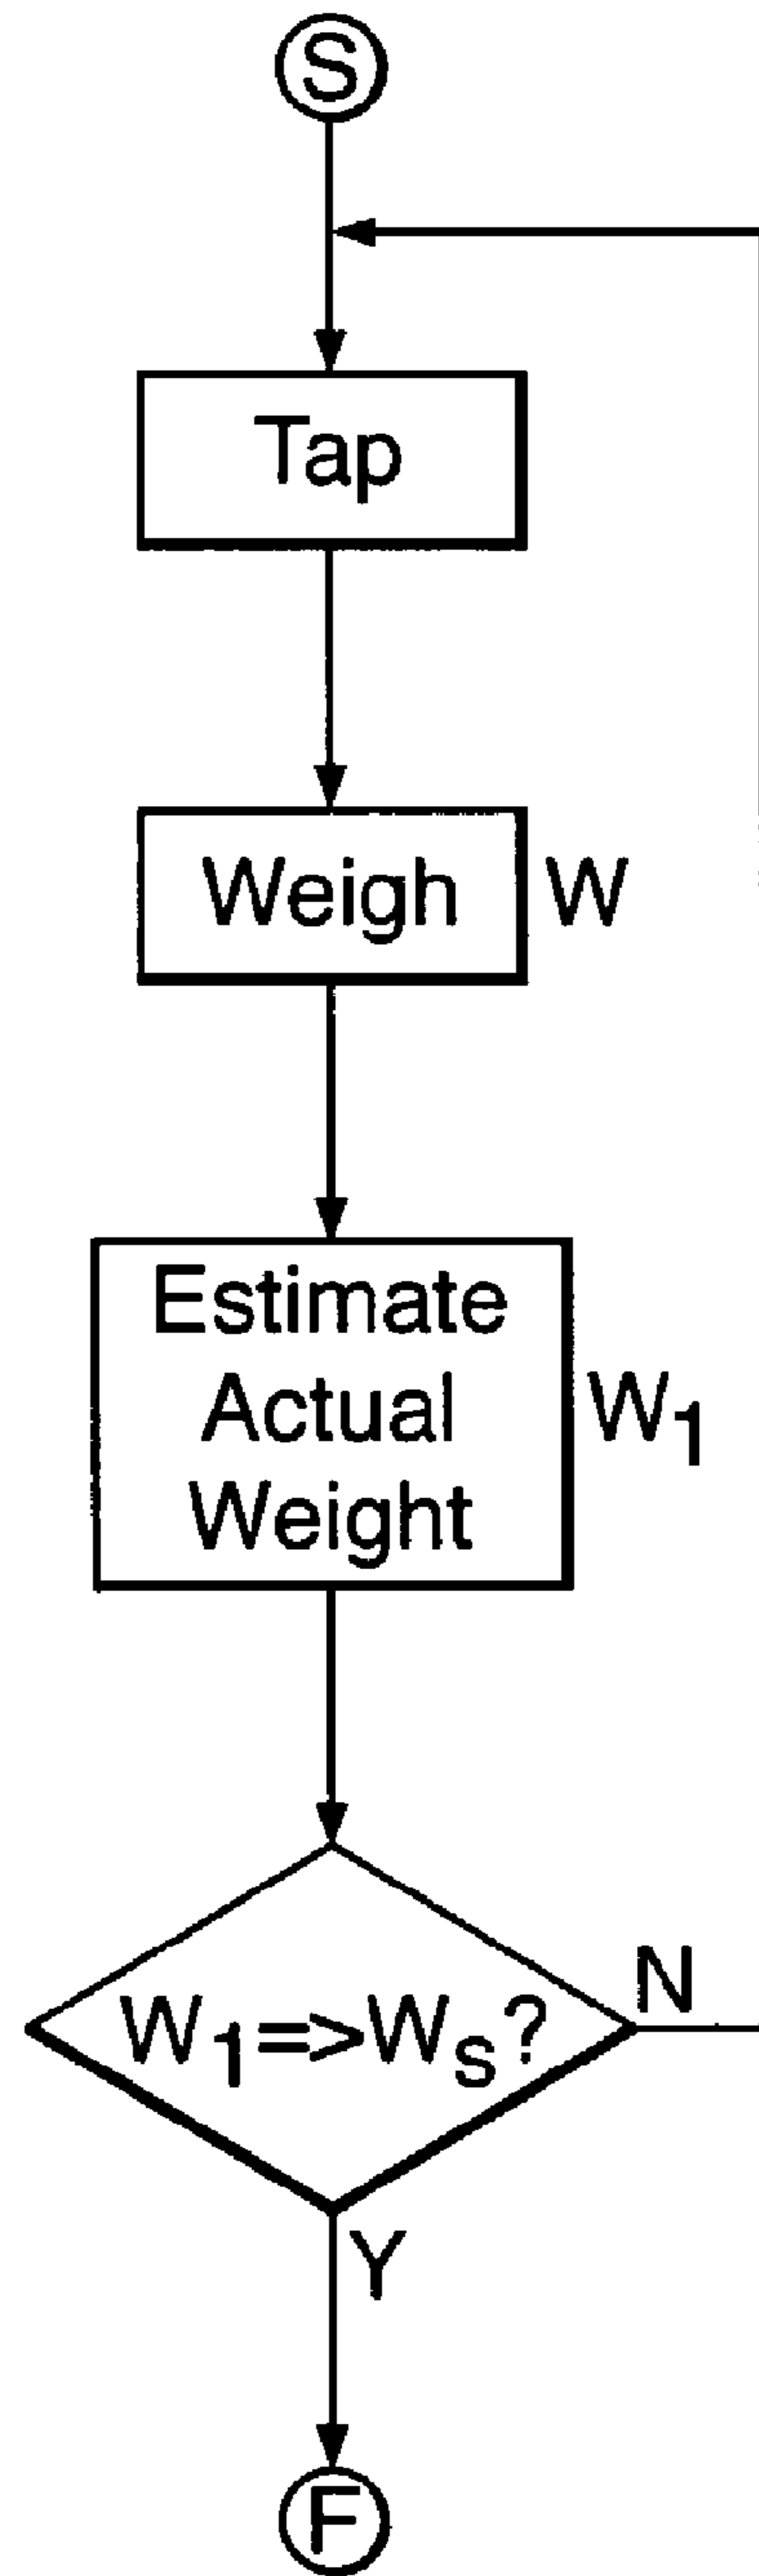 S
Tap
Weigh W
Estimate
Actual W₁
Weight
W₁=>Wₛ? N
Y
F